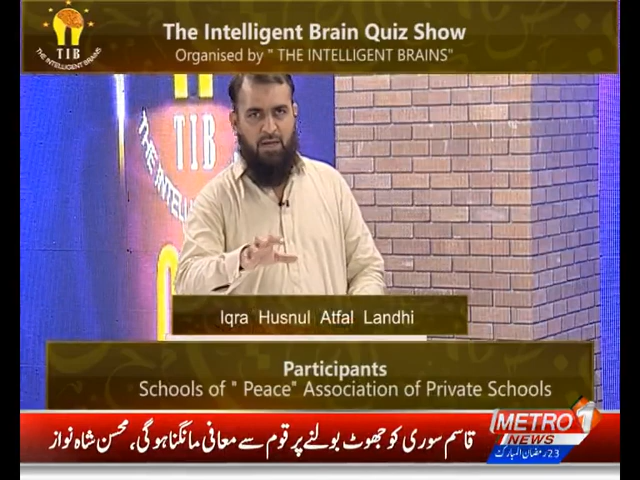 The Intelligent Brain Quiz Show
Organised by " THE INTELLIGENT BRAINS"
TIB
THE INTELLIGENT BRAINS
TIB
Iqra Husnul Atfal Landhi
Participants
Schools of " Peace" Association of Private Schools
قاسم سوری کو جھوٹ بولنے پر قوم سے معافی مانگنا ہوگی، محسن شاہ نواز
METRO 1
NEWS
23 رمضان المبارک